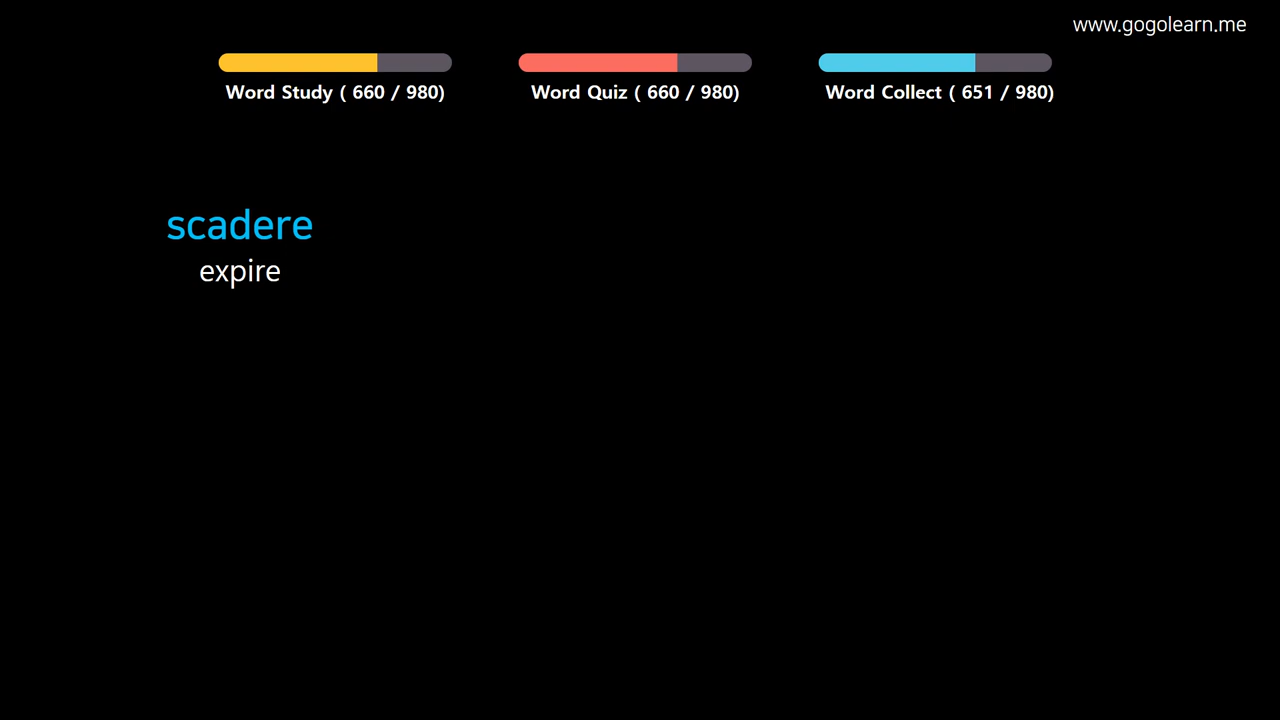 www.gogolearn.me
Word Study ( 660 / 980)
Word Quiz ( 660 / 980)
Word Collect ( 651 / 980)
scadere
expire